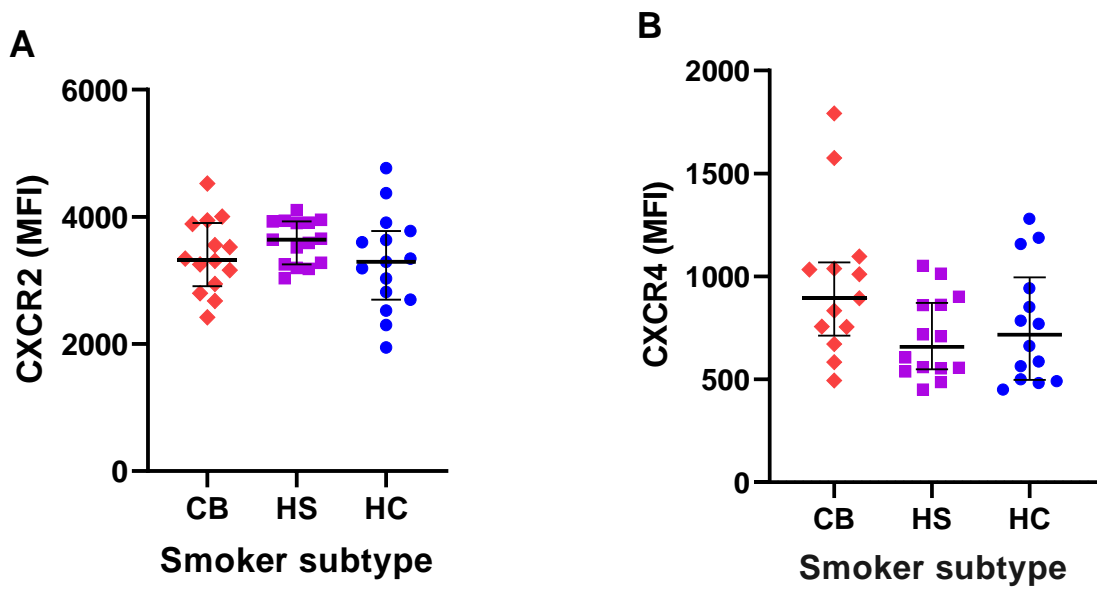 A
CXCR2 (MFI)
6000
4000
2000
0
CB HS HC
Smoker subtype
B
CXCR4 (MFI)
2000
1500
1000
500
0
CB HS HC
Smoker subtype